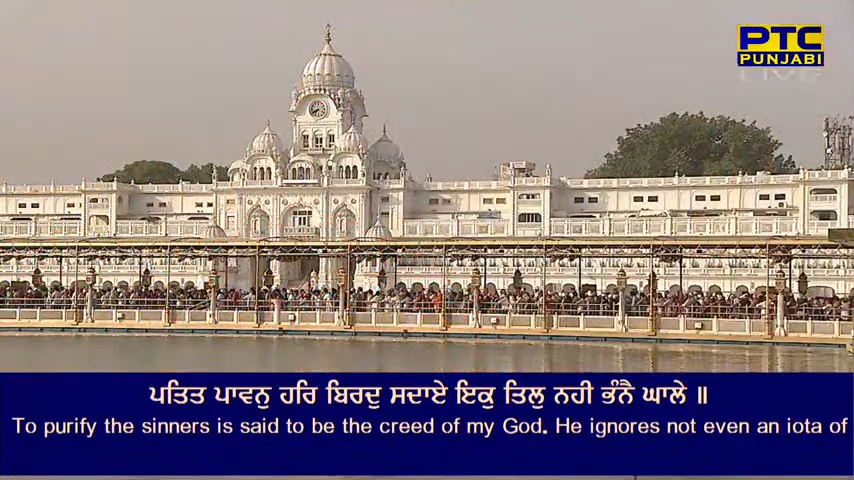 PTC
PUNJABI
LIVE
ਪਤਿਤ ਪਾਵਨੁ ਹਰਿ ਬਿਰਦੁ ਸਦਾਏ ਇਕੁ ਤਿਲੁ ਨਹੀ ਭੰਨੈ ਘਾਲੇ ॥
To purify the sinners is said to be the creed of my God. He ignores not even an iota of